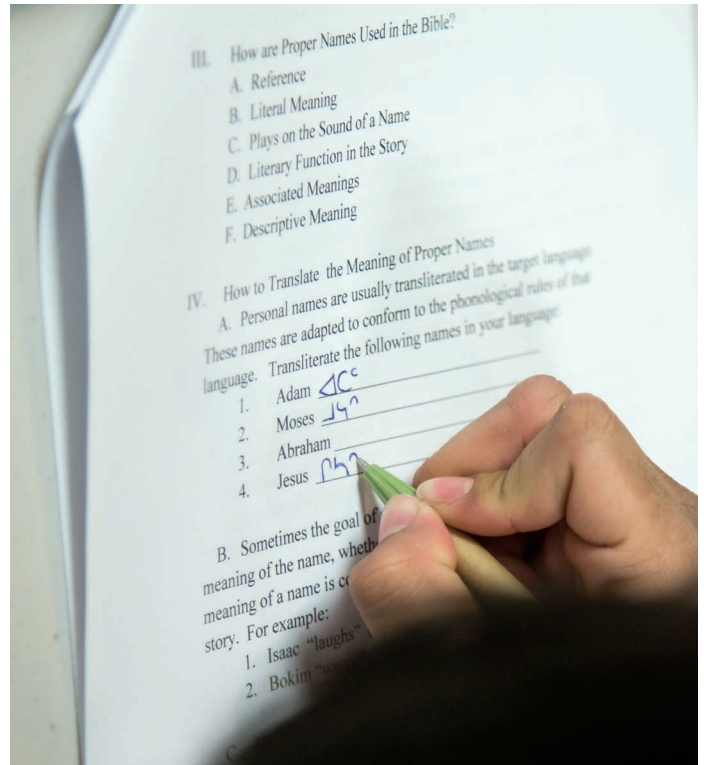 III. How are Proper Names Used in the Bible?
A. Reference
B. Literal Meaning
C. Plays on the Sound of a Name
D. Literary Function in the Story
E. Associated Meanings
F. Descriptive Meaning
IV. How to Translate the Meaning of Proper Names
A. Personal names are usually transliterated in the target language.
These names are adapted to conform to the phonological rules of that
language. Transliterate the following names in your language:
1. Adam ᐊᑕᒼ
2. Moses
3. Abraham
4. Jesus
B. Sometimes the goal of
meaning of the name,
meaning of a name is
story. For example:
1. Isaac "laughs"
2. Bokim
C